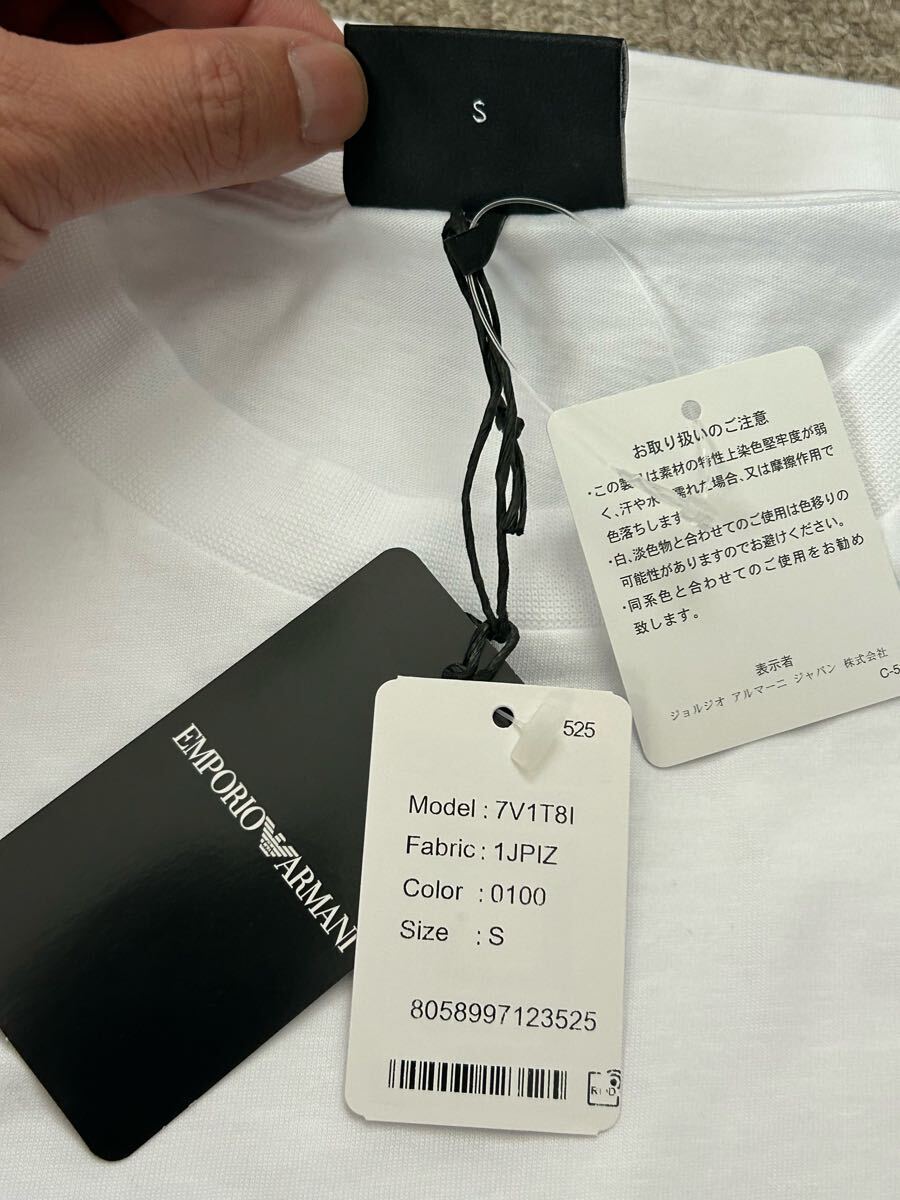 S
お取り扱いのご注意
・この製品は素材の特性上染色堅牢度が弱
く、汗や水 濡れた場合、又は摩擦作用で
色落ちします
・白、淡色物と合わせてのご使用は色移りの
可能性がありますのでお避けください。
・同系色と合わせてのご使用をお勧め
致します。
表示者
ジョルジオ アルマーニ ジャパン 株式会社
C-5
EMPORIO ARMANI
525
Model : 7V1T8I
Fabric : 1JPIZ
Color : 0100
Size : S
8058997123525